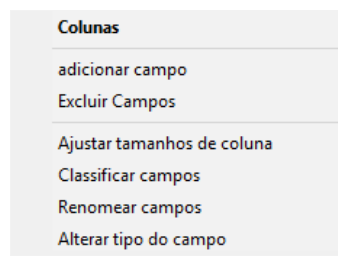 Colunas
adicionar campo
Excluir Campos
Ajustar tamanhos de coluna
Classificar campos
Renomear campos
Alterar tipo do campo